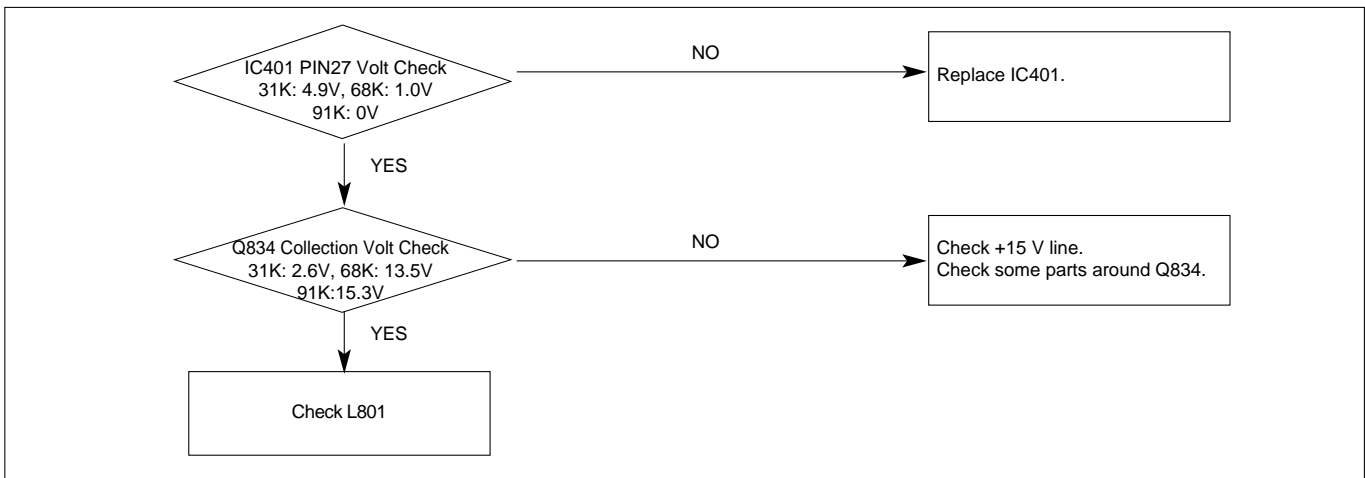 IC401 PIN27 Volt Check
31K: 4.9V, 68K: 1.0V
91K: 0V
NO
Replace IC401.
YES
Q834 Collection Volt Check
31K: 2.6V, 68K: 13.5V
91K:15.3V
NO
Check +15 V line.
Check some parts around Q834.
YES
Check L801